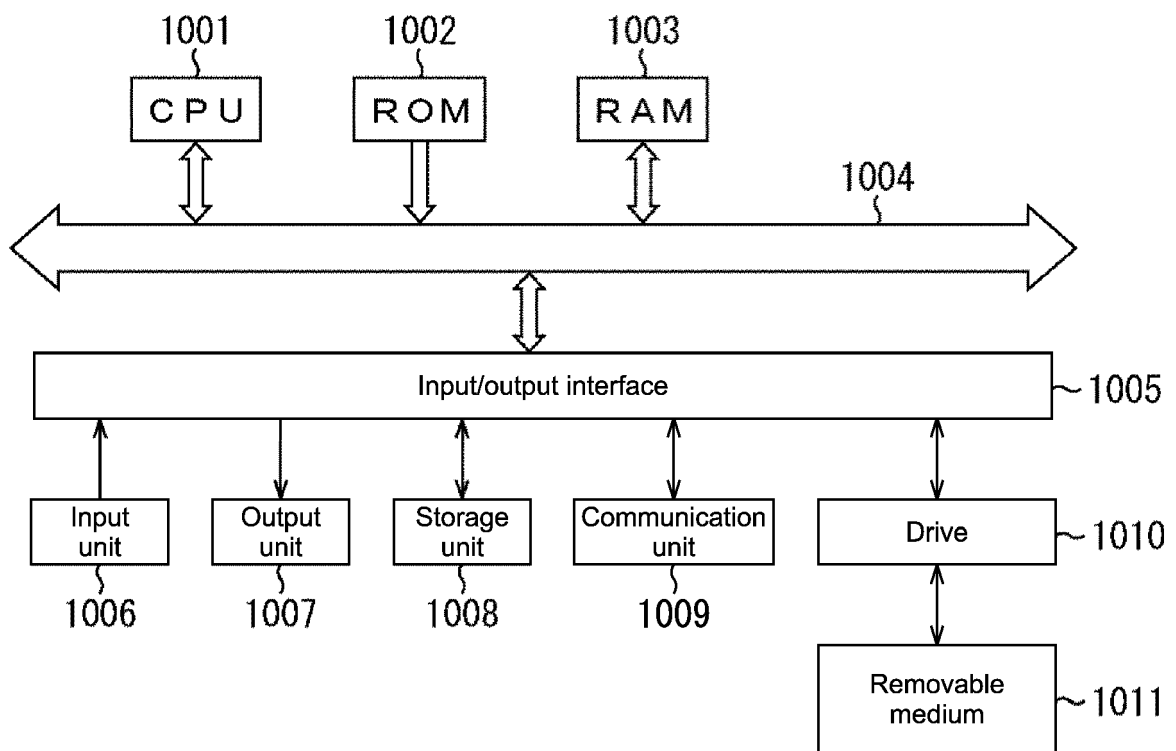 1001
1002
1003
CPU
ROM
RAM
1004
Input/output interface
1005
Input
unit
Output
unit
Storage
unit
Communication
unit
Drive
1010
1006
1007
1008
1009
Removable
medium
1011